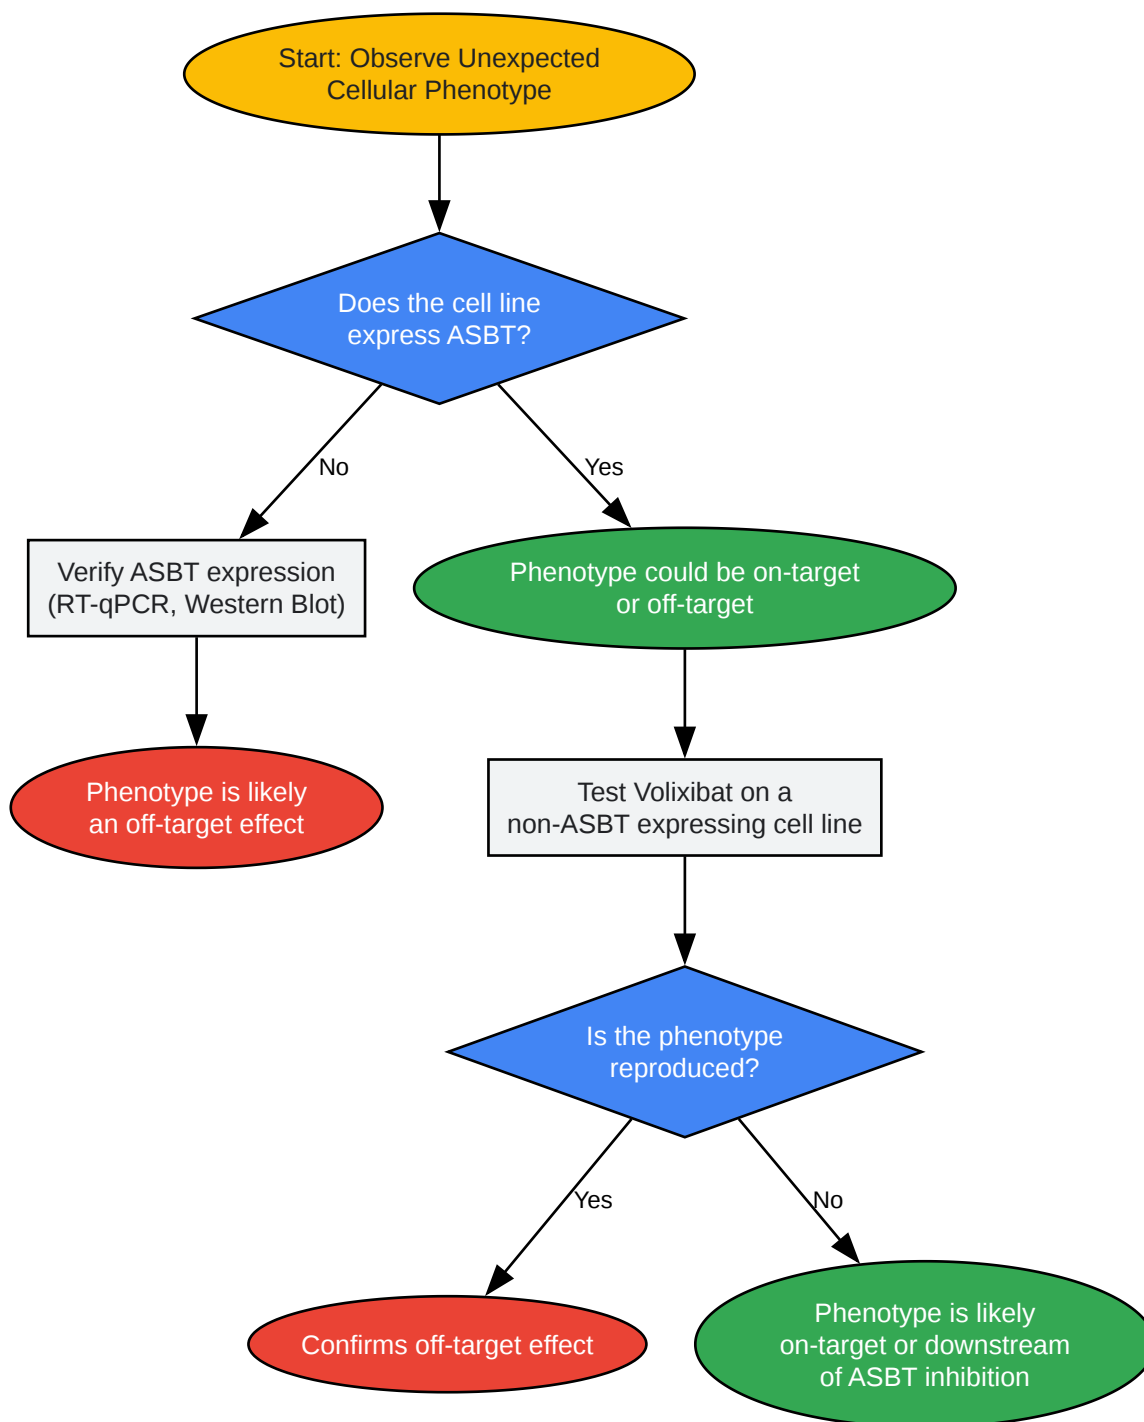 Start: Observe Unexpected
Cellular Phenotype
Does the cell line
express ASBT?
No
Yes
Verify ASBT expression
(RT-qPCR, Western Blot)
Phenotype could be on-target
or off-target
Phenotype is likely
an off-target effect
Test Volixibat on a
non-ASBT expressing cell line
Is the phenotype
reproduced?
Yes
No
Confirms off-target effect
Phenotype is likely
on-target or downstream
of ASBT inhibition